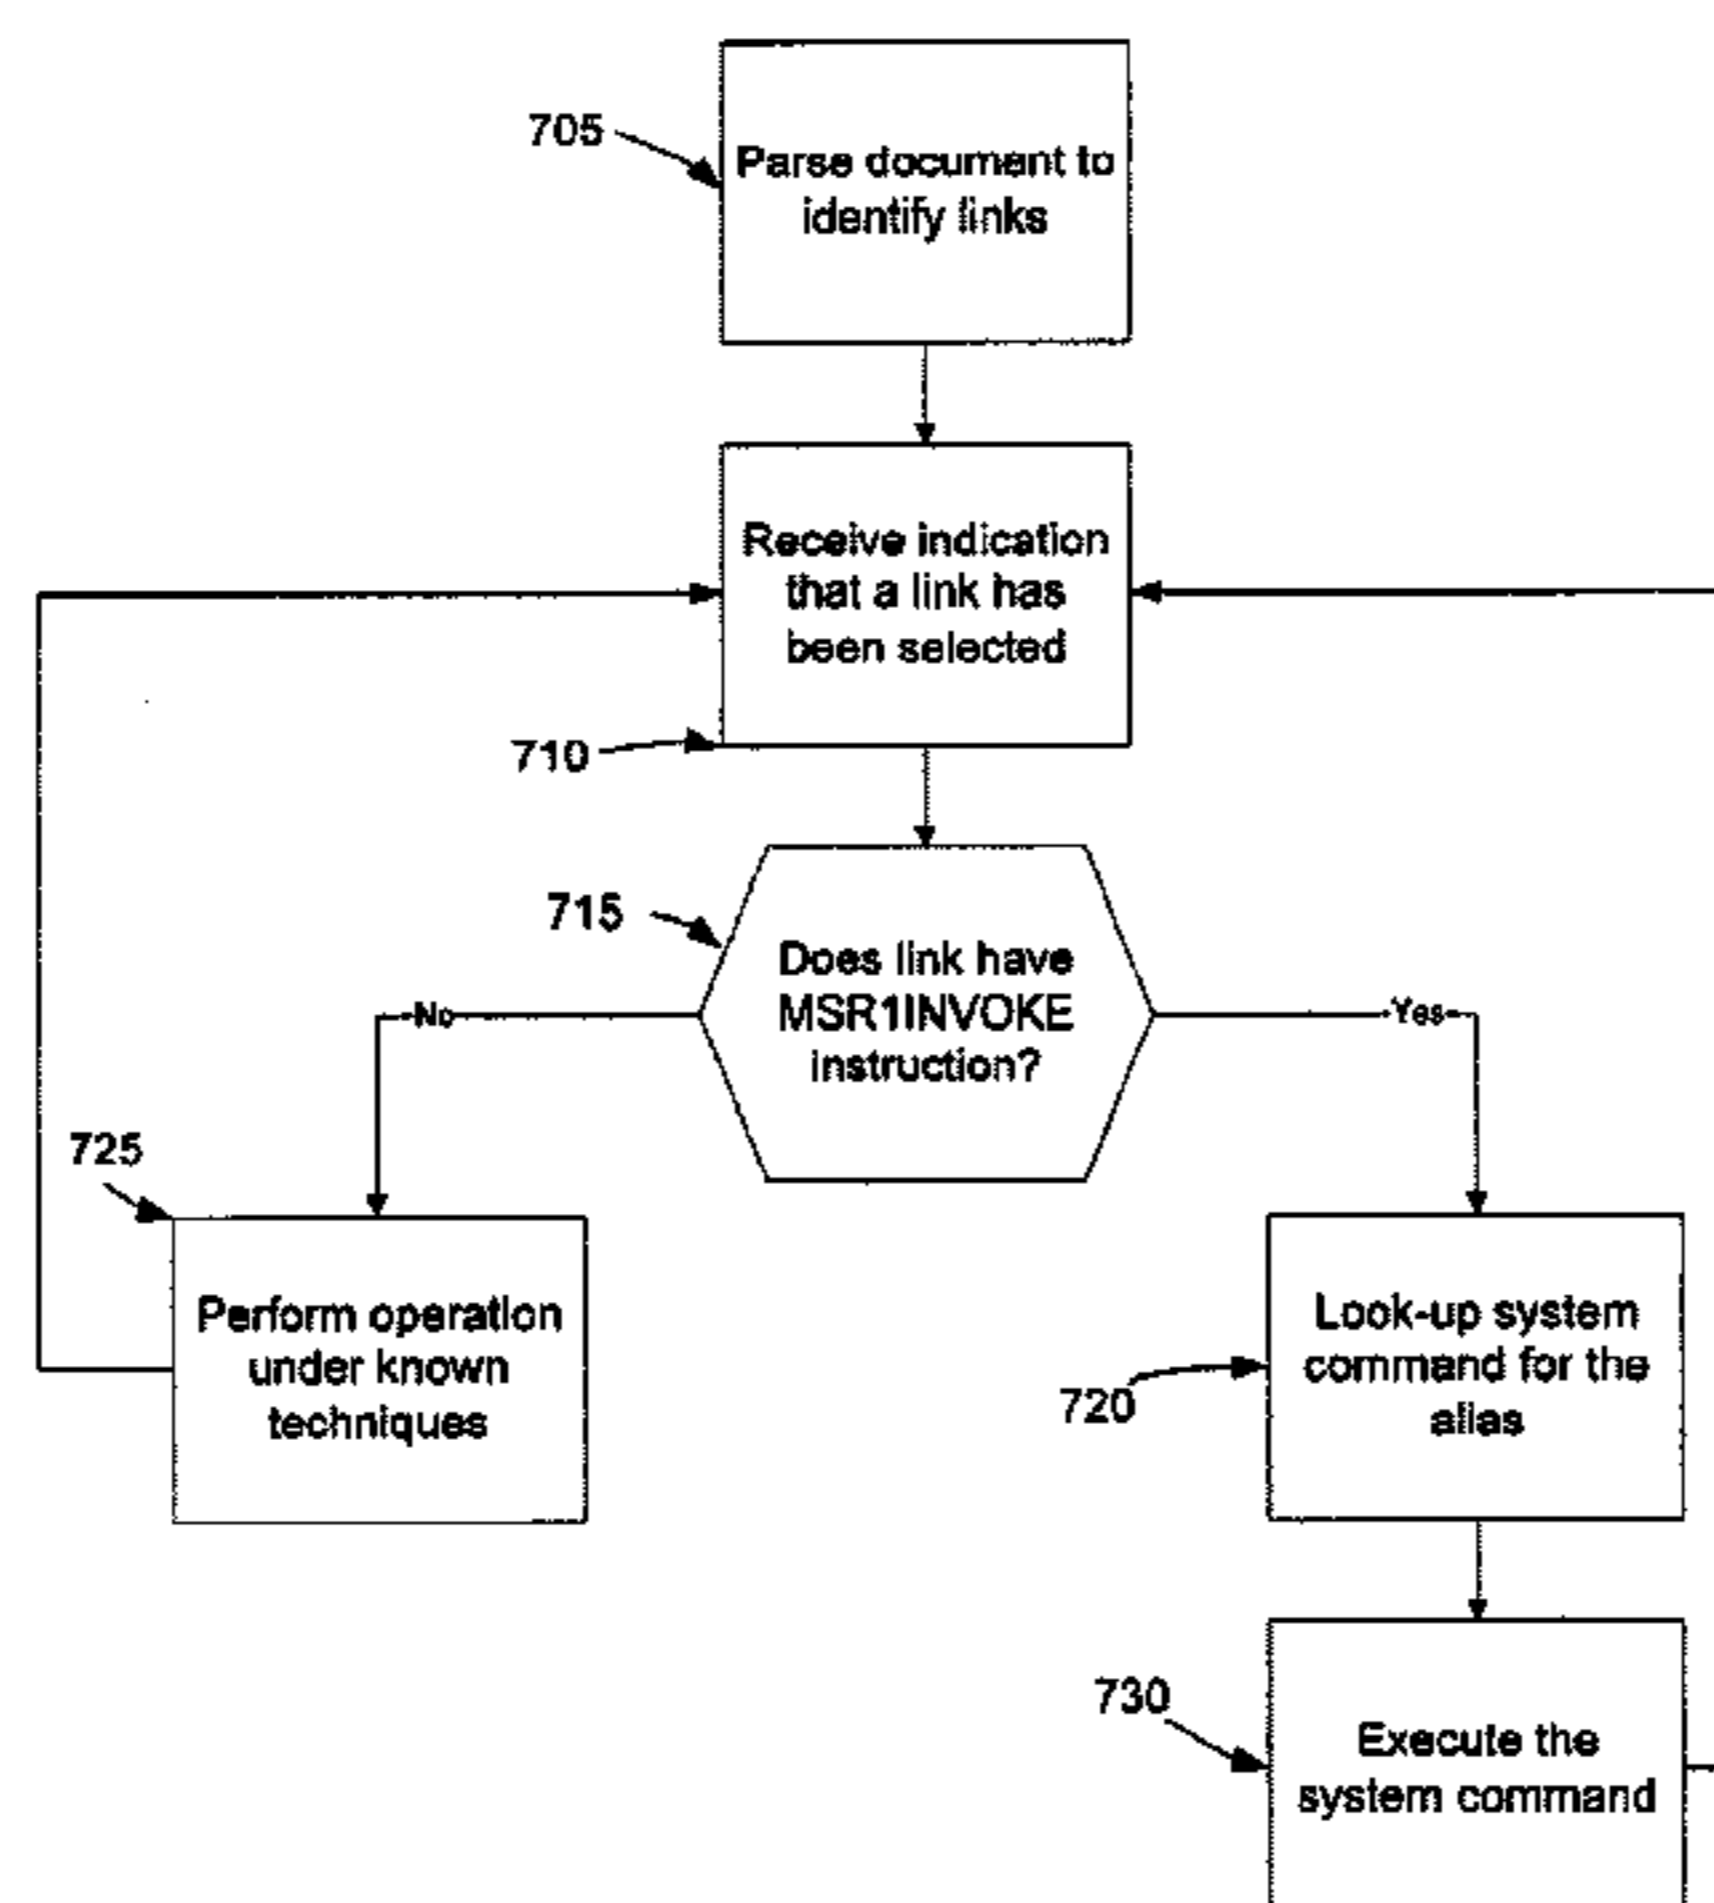 705
Parse document to
identify links
Receive indication
that a link has
been selected
710
715
Does link have
MSR1INVOKE
instruction?
No
Yes
725
Perform operation
under known
techniques
Look-up system
command for the
alias
720
730
Execute the
system command